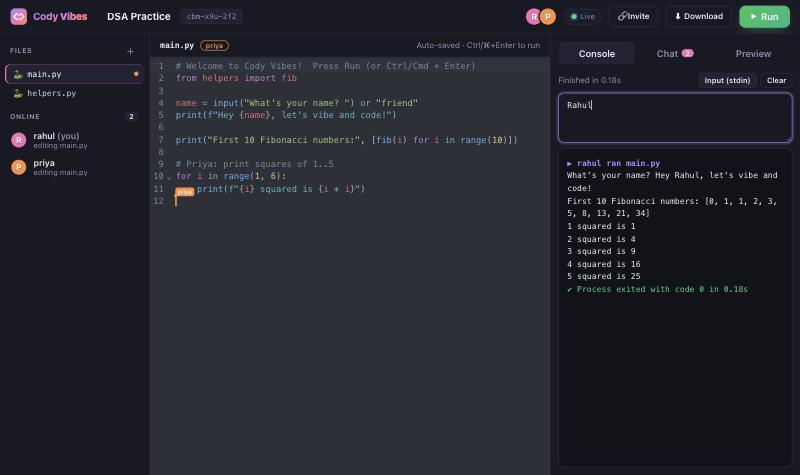 Cody Vibes
DSA Practice
cbm-x9u-2f2
R P
Live
Invite
Download
Run
FILES
main.py
helpers.py
ONLINE 2
R rahul (you)
editing main.py
P priya
editing main.py
main.py priya
Auto-saved · Ctrl/⌘+Enter to run
1 # Welcome to Cody Vibes!  Press Run (or Ctrl/Cmd + Enter)
2 from helpers import fib
3
4 name = input("What's your name? ") or "friend"
5 print(f"Hey {name}, let's vibe and code!")
6
7 print("First 10 Fibonacci numbers:", [fib(i) for i in range(10)])
8
9 # Priya: print squares of 1..5
10 for i in range(1, 6):
11 print(f"{i} squared is {i * i}")
priya
12
Console
Chat 2
Preview
Finished in 0.18s
Input (stdin)
Clear
Rahul
▶ rahul ran main.py
What's your name? Hey Rahul, let's vibe and
code!
First 10 Fibonacci numbers: [0, 1, 1, 2, 3,
5, 8, 13, 21, 34]
1 squared is 1
2 squared is 4
3 squared is 9
4 squared is 16
5 squared is 25
✔ Process exited with code 0 in 0.18s